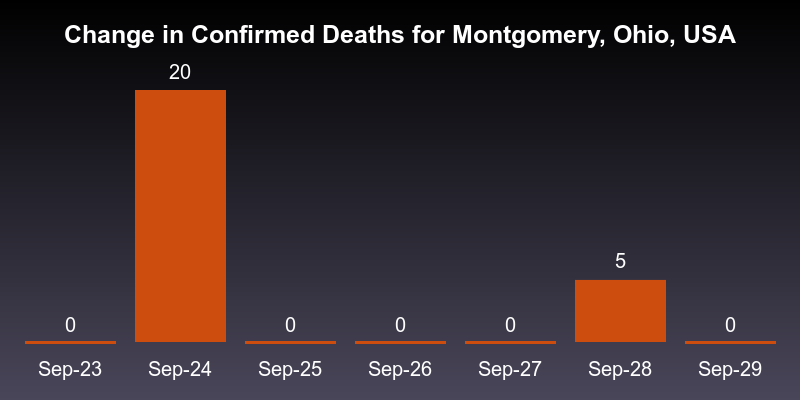 Change in Confirmed Deaths for Montgomery, Ohio, USA
0 20 0 0 0 5 0
Sep-23 Sep-24 Sep-25 Sep-26 Sep-27 Sep-28 Sep-29